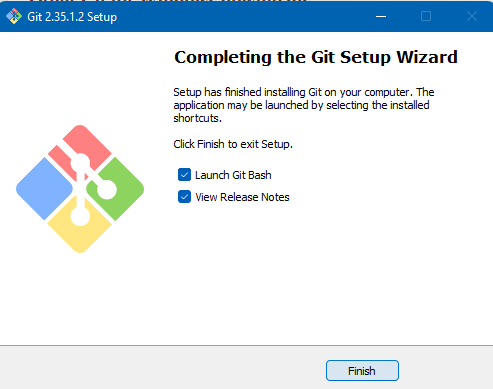 Git 2.35.1.2 Setup
Completing the Git Setup Wizard
Setup has finished installing Git on your computer. The
application may be launched by selecting the installed
shortcuts.
Click Finish to exit Setup.
Launch Git Bash
View Release Notes
Finish